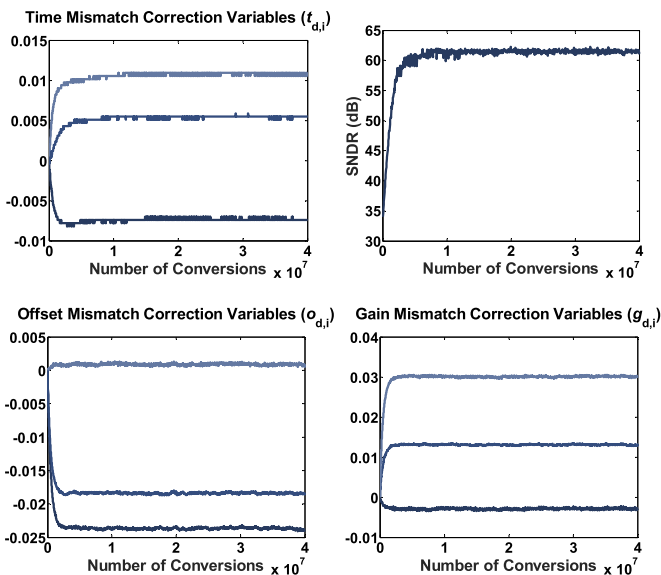 Time Mismatch Correction Variables (td,i)
0.015
0.01
0.005
0
-0.005
-0.01
0 1 2 3 4
Number of Conversions x 10^7
65
60
55
50
45
40
35
30
SNDR (dB)
0 1 2 3 4
Number of Conversions x 10^7
Offset Mismatch Correction Variables (od,i)
0.005
0
-0.005
-0.01
-0.015
-0.02
-0.025
0 1 2 3 4
Number of Conversions x 10^7
Gain Mismatch Correction Variables (gd,i)
0.04
0.03
0.02
0.01
0
-0.01
0 1 2 3 4
Number of Conversions x 10^7